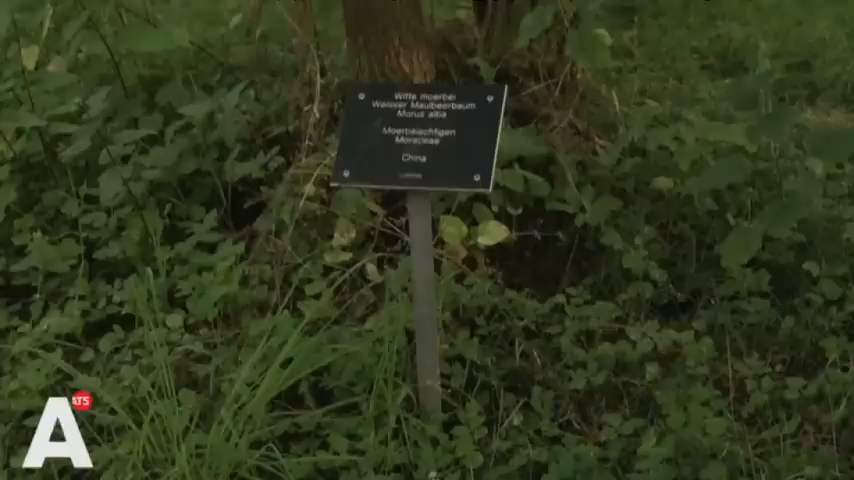 Witte moerbei
Weisser Maulbeerbaum
Morus alba
Moerbeiachtigen
Moraceae
China
A
AT5